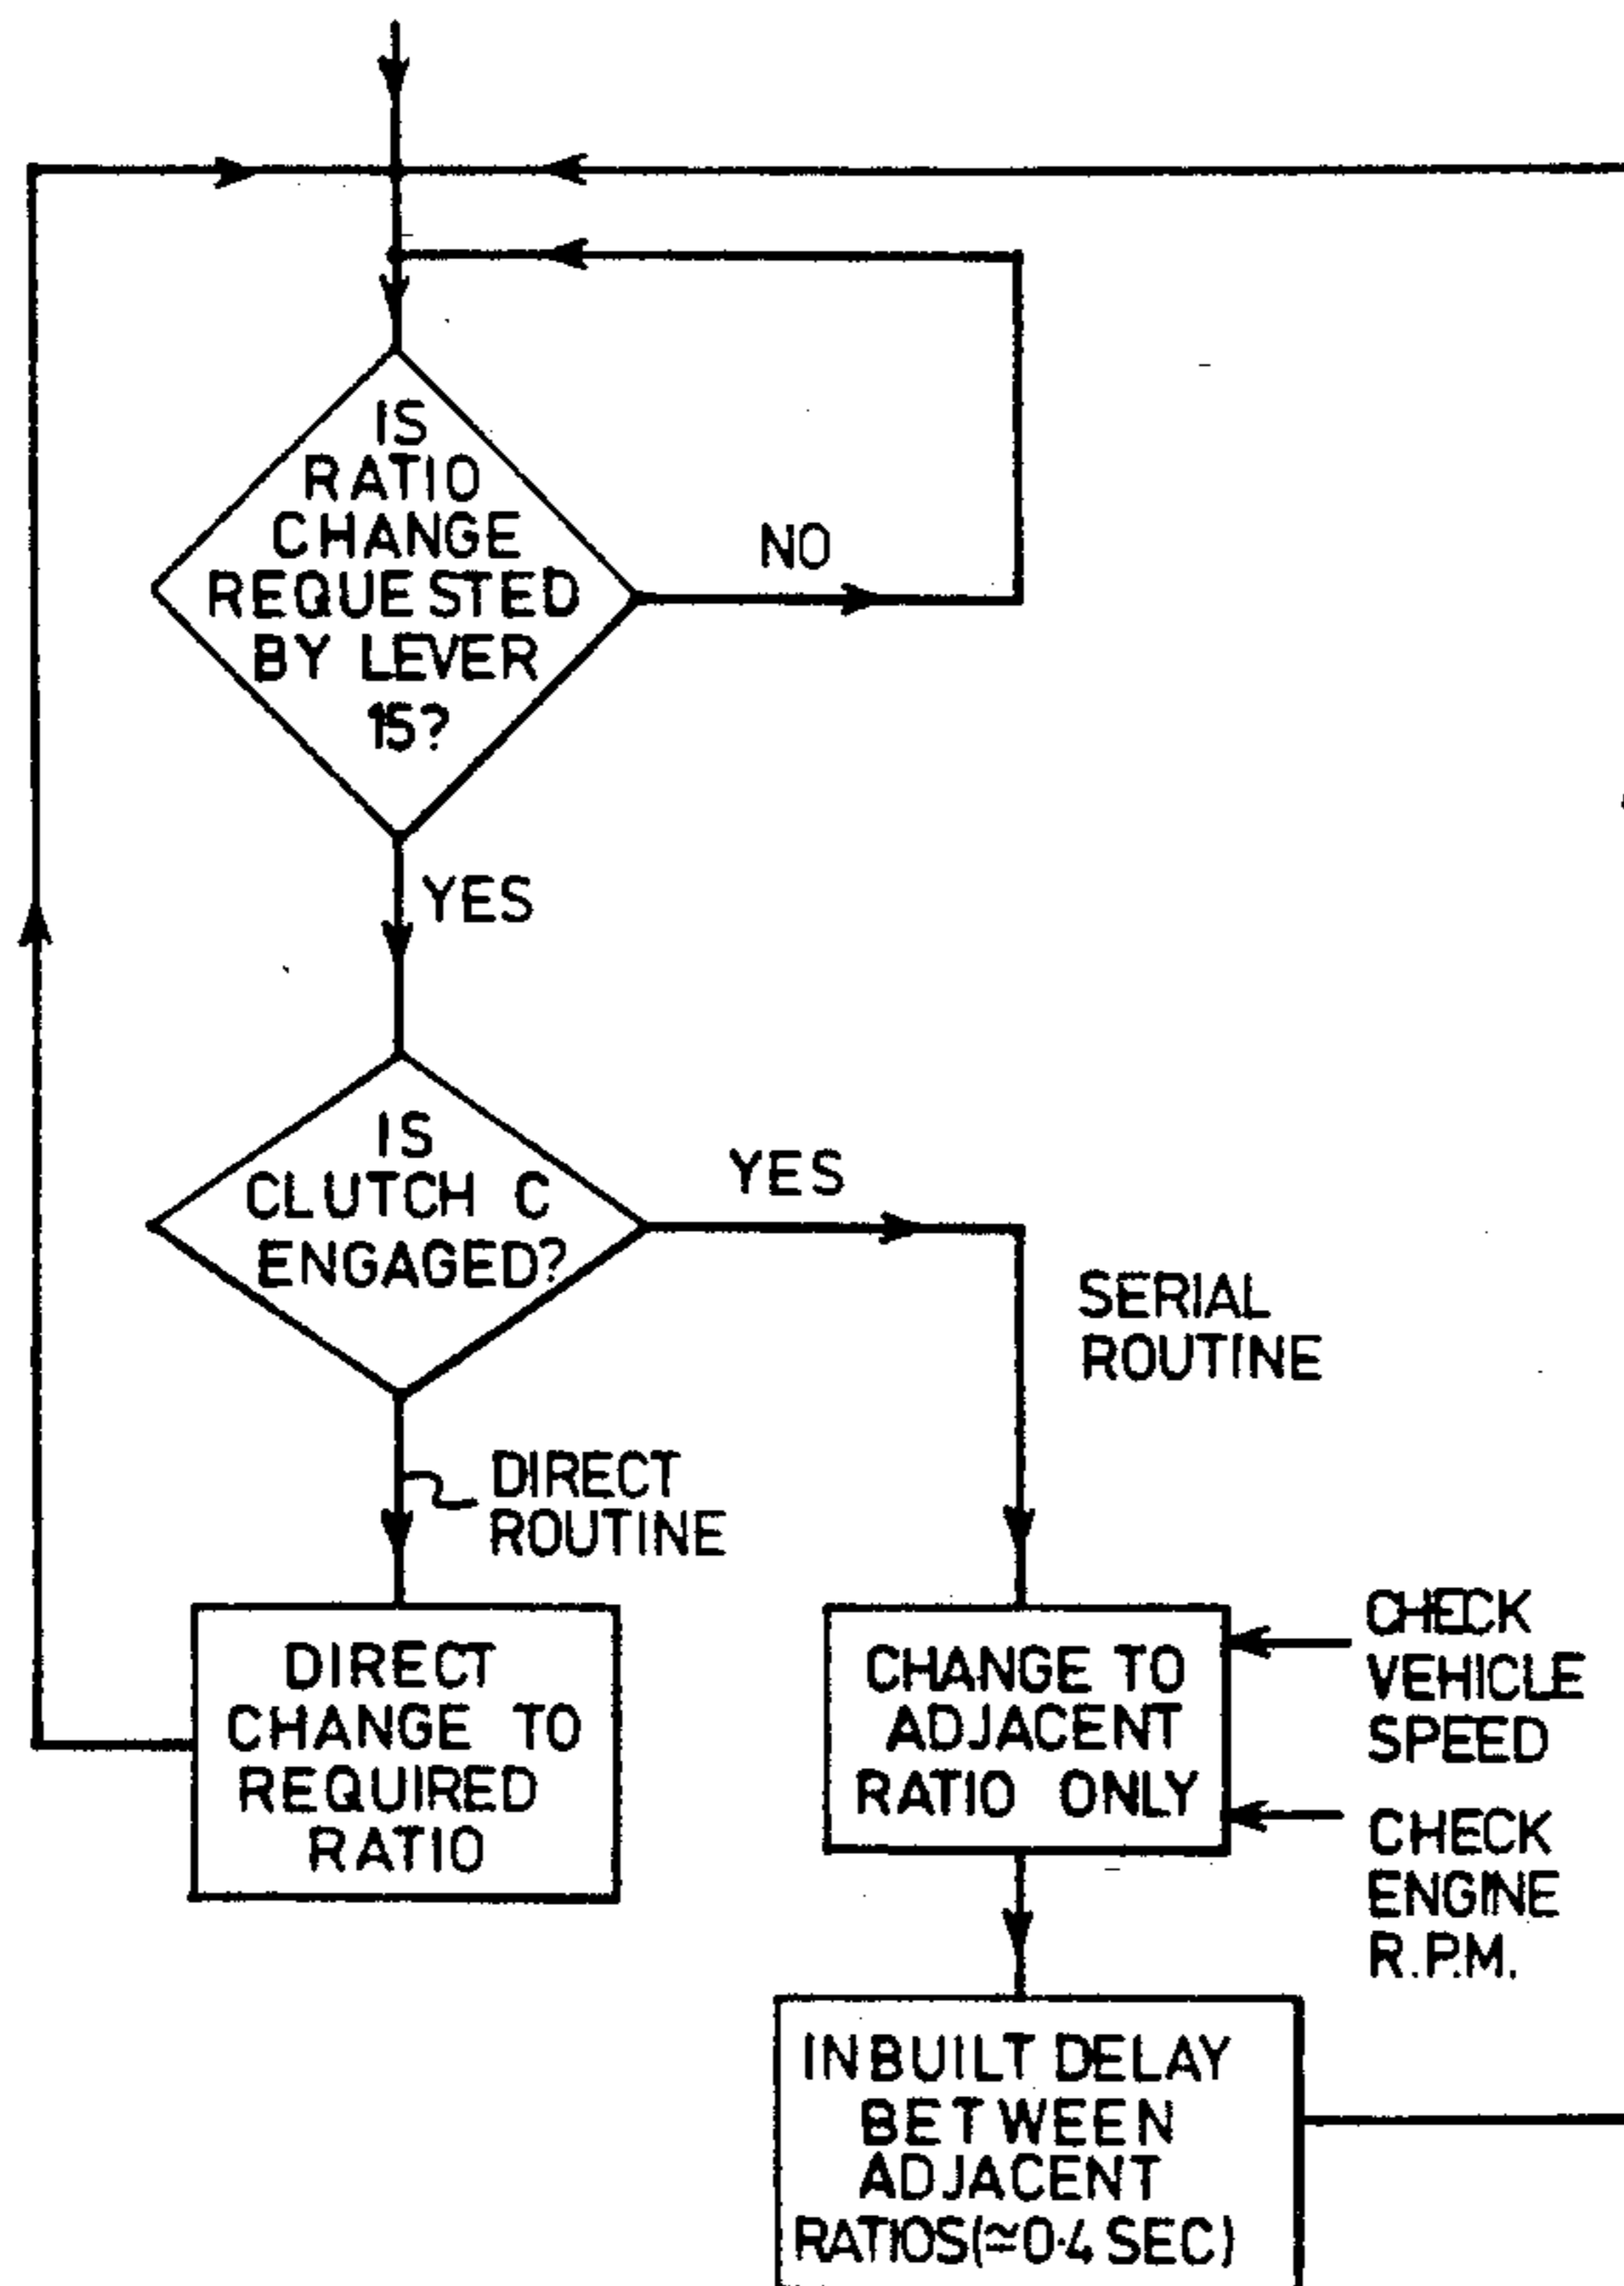 IS
RATIO
CHANGE
REQUESTED
BY LEVER
15?
NO
YES
IS
CLUTCH C
ENGAGED?
YES
SERIAL
ROUTINE
DIRECT
ROUTINE
DIRECT
CHANGE TO
REQUIRED
RATIO
CHANGE TO
ADJACENT
RATIO ONLY
CHECK
VEHICLE
SPEED
CHECK
ENGINE
R.P.M.
INBUILT DELAY
BETWEEN
ADJACENT
RATIOS(≃0·4 SEC)